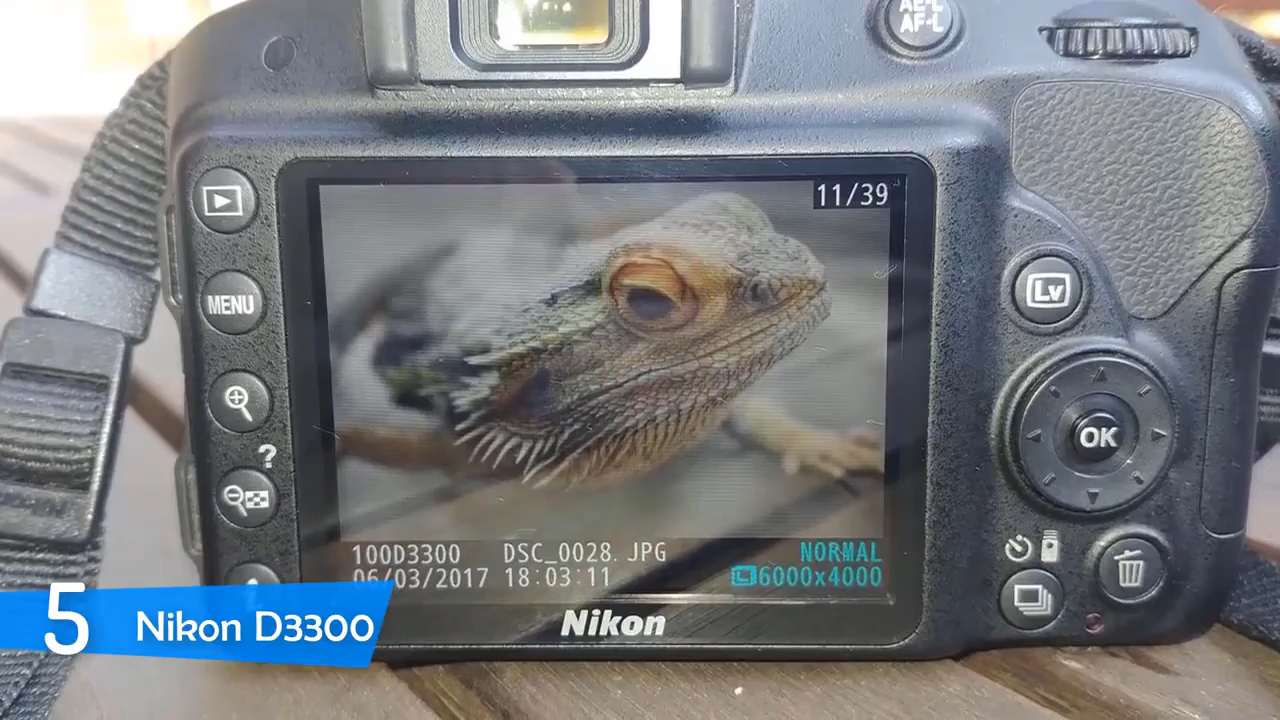 AE-L
AF-L
11/39
MENU
Lv
OK
?
100D3300 DSC_0028.JPG NORMAL
06/03/2017 18:03:11 6000x4000
Nikon
5 Nikon D3300